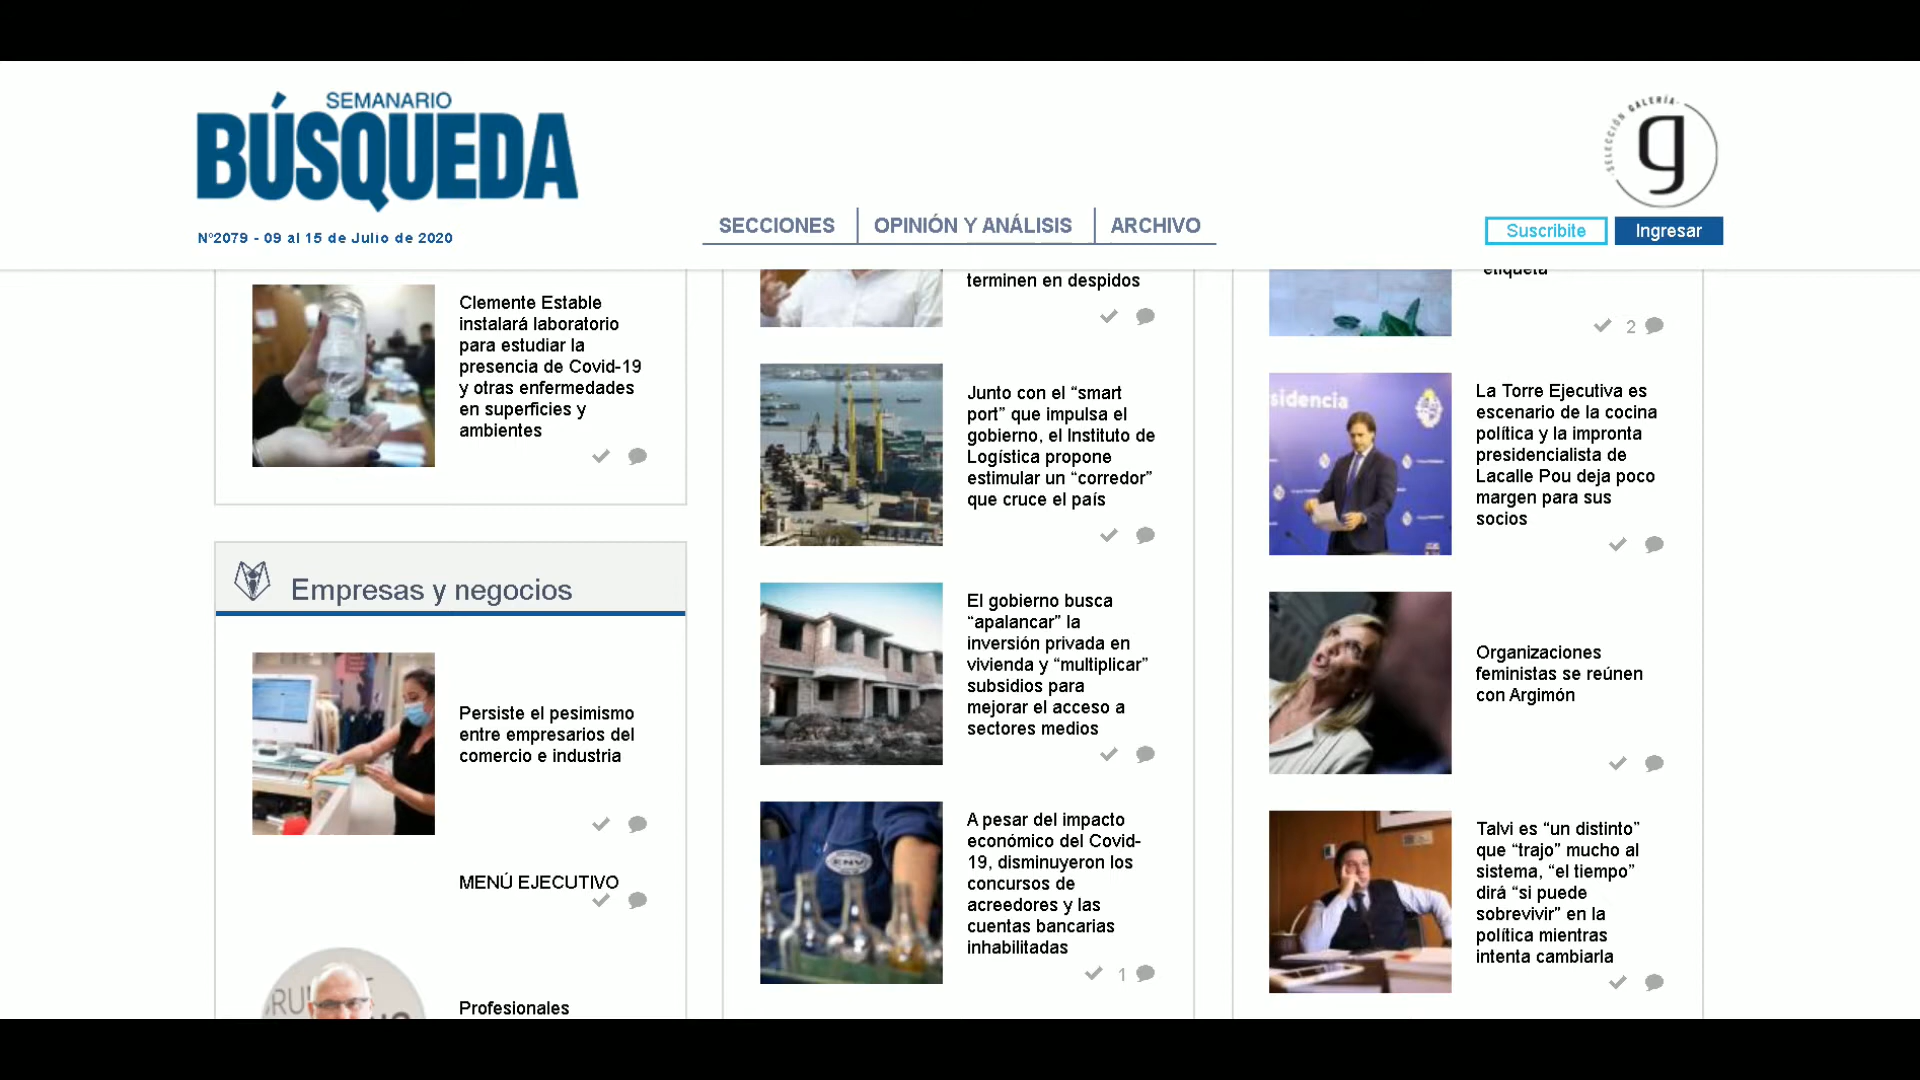 SEMANARIO
BÚSQUEDA
N°2079 - 09 al 15 de Julio de 2020
SECCIONES
OPINIÓN Y ANÁLISIS
ARCHIVO
SELECCIÓN GALERÍA
g
Suscribite
Ingresar
Clemente Estable
instalará laboratorio
para estudiar la
presencia de Covid-19
y otras enfermedades
en superficies y
ambientes
Empresas y negocios
Persiste el pesimismo
entre empresarios del
comercio e industria
MENÚ EJECUTIVO
Profesionales
terminen en despidos
Junto con el “smart
port” que impulsa el
gobierno, el Instituto de
Logística propone
estimular un “corredor”
que cruce el país
El gobierno busca
“apalancar” la
inversión privada en
vivienda y “multiplicar”
subsidios para
mejorar el acceso a
sectores medios
ENV
A pesar del impacto
económico del Covid-
19, disminuyeron los
concursos de
acreedores y las
cuentas bancarias
inhabilitadas
1
etiqueta
2
sidencia
La Torre Ejecutiva es
escenario de la cocina
política y la impronta
presidencialista de
Lacalle Pou deja poco
margen para sus
socios
Organizaciones
feministas se reúnen
con Argimón
Talvi es “un distinto”
que “trajo” mucho al
sistema, “el tiempo”
dirá “si puede
sobrevivir” en la
política mientras
intenta cambiarla